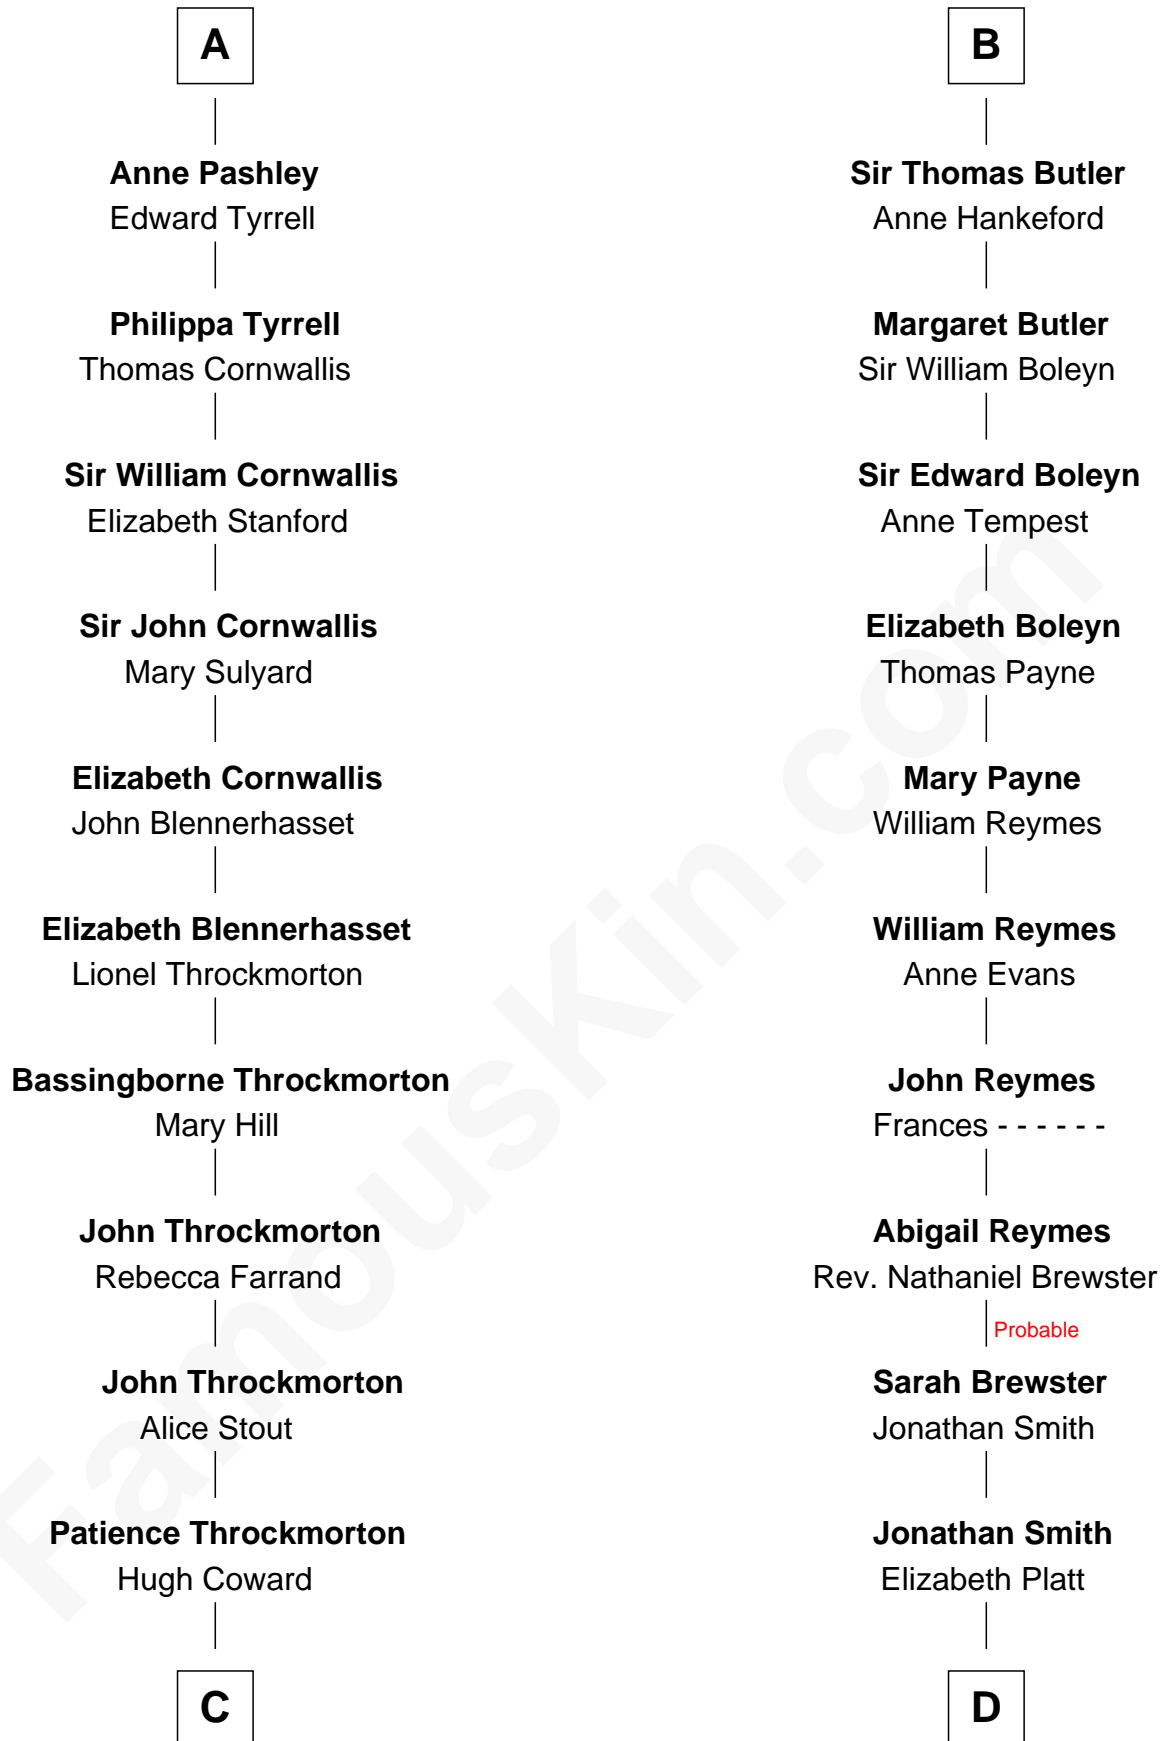 A
Anne Pashley
Edward Tyrrell
Philippa Tyrrell
Thomas Cornwallis
Sir William Cornwallis
Elizabeth Stanford
Sir John Cornwallis
Mary Sulyard
Elizabeth Cornwallis
John Blennerhasset
Elizabeth Blennerhasset
Lionel Throckmorton
Bassingborne Throckmorton
Mary Hill
John Throckmorton
Rebecca Farrand
John Throckmorton
Alice Stout
Patience Throckmorton
Hugh Coward
C
B
Sir Thomas Butler
Anne Hankeford
Margaret Butler
Sir William Boleyn
Sir Edward Boleyn
Anne Tempest
Elizabeth Boleyn
Thomas Payne
Mary Payne
William Reymes
William Reymes
Anne Evans
John Reymes
Frances - - - - - -
Abigail Reymes
Rev. Nathaniel Brewster
Probable
Sarah Brewster
Jonathan Smith
Jonathan Smith
Elizabeth Platt
D
FamousKin.com